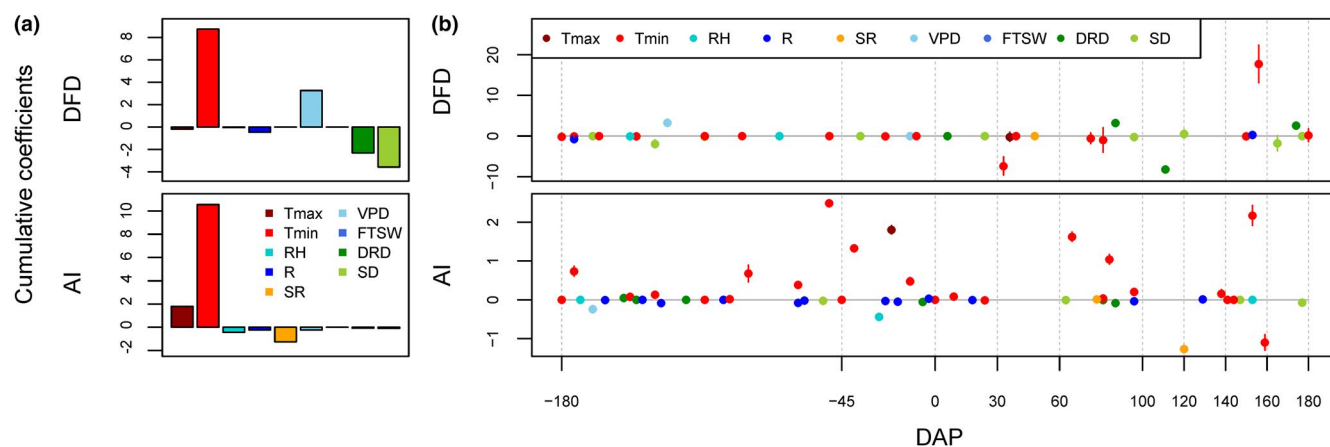 (a)
Cumulative coefficients
DFD
8
6
4
2
0
−2
−4
AI
10
8
6
4
2
0
−2
Tmax
Tmin
RH
R
SR
VPD
FTSW
DRD
SD
(b)
Tmax Tmin RH R SR VPD FTSW DRD SD
DFD
20
10
0
−10
AI
2
1
0
−1
−180 −45 0 30 60 100 120 140 160 180
DAP